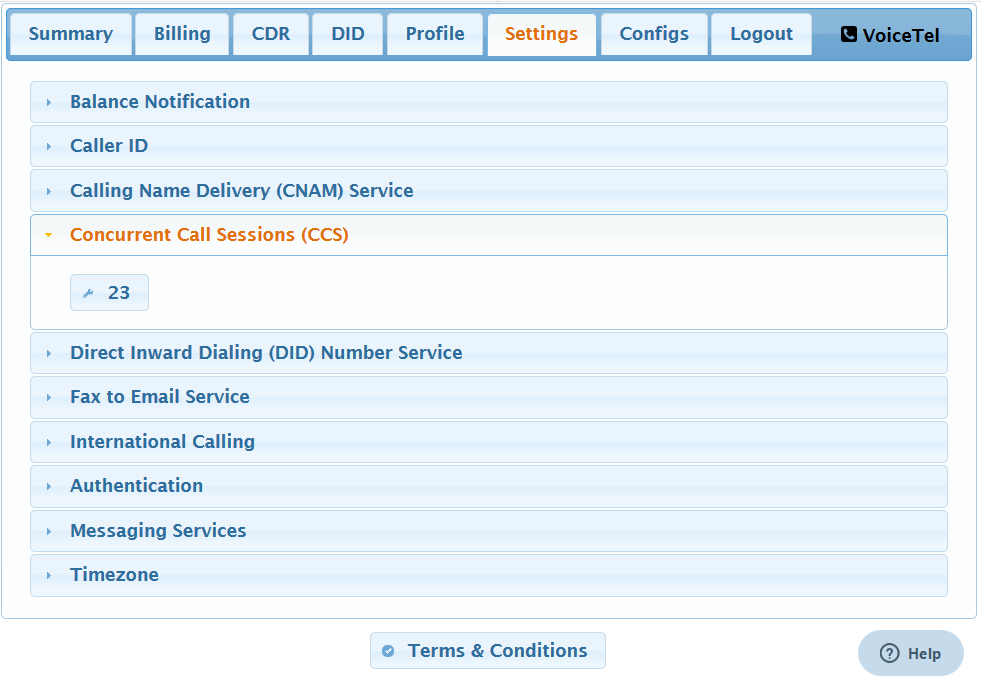 Summary Billing CDR DID Profile Settings Configs Logout VoiceTel
Balance Notification
Caller ID
Calling Name Delivery (CNAM) Service
Concurrent Call Sessions (CCS)
23
Direct Inward Dialing (DID) Number Service
Fax to Email Service
International Calling
Authentication
Messaging Services
Timezone
Terms & Conditions
Help